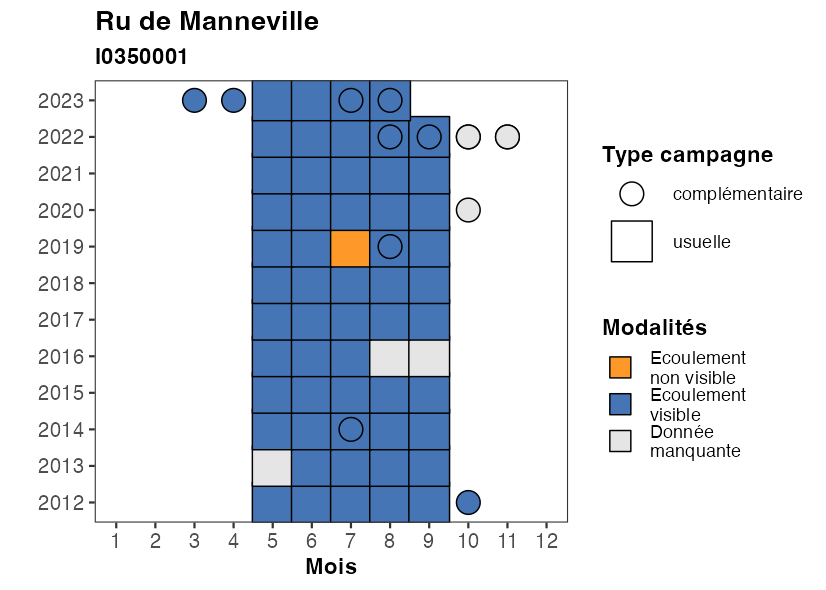 Ru de Manneville
I0350001
2023
2022
2021
2020
2019
2018
2017
2016
2015
2014
2013
2012
1 2 3 4 5 6 7 8 9 10 11 12
Mois
Type campagne
complémentaire
usuelle
Modalités
Ecoulement
non visible
Ecoulement
visible
Donnée
manquante